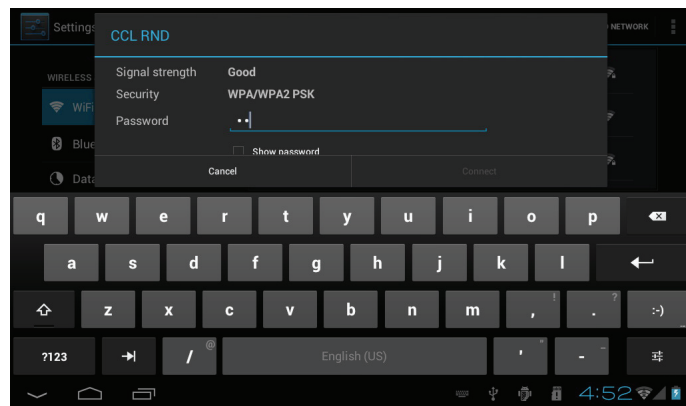 Settings
NETWORK
CCL RND
Signal strength Good
Security WPA/WPA2 PSK
Password ••
Show password
Cancel Connect
WIRELESS
WiFi
Blue
Data
q w e r t y u i o p
a s d f g h j k l
z x c v b n m , ! . ? :-)
?123 / @ English (US) ' " - _
4:52